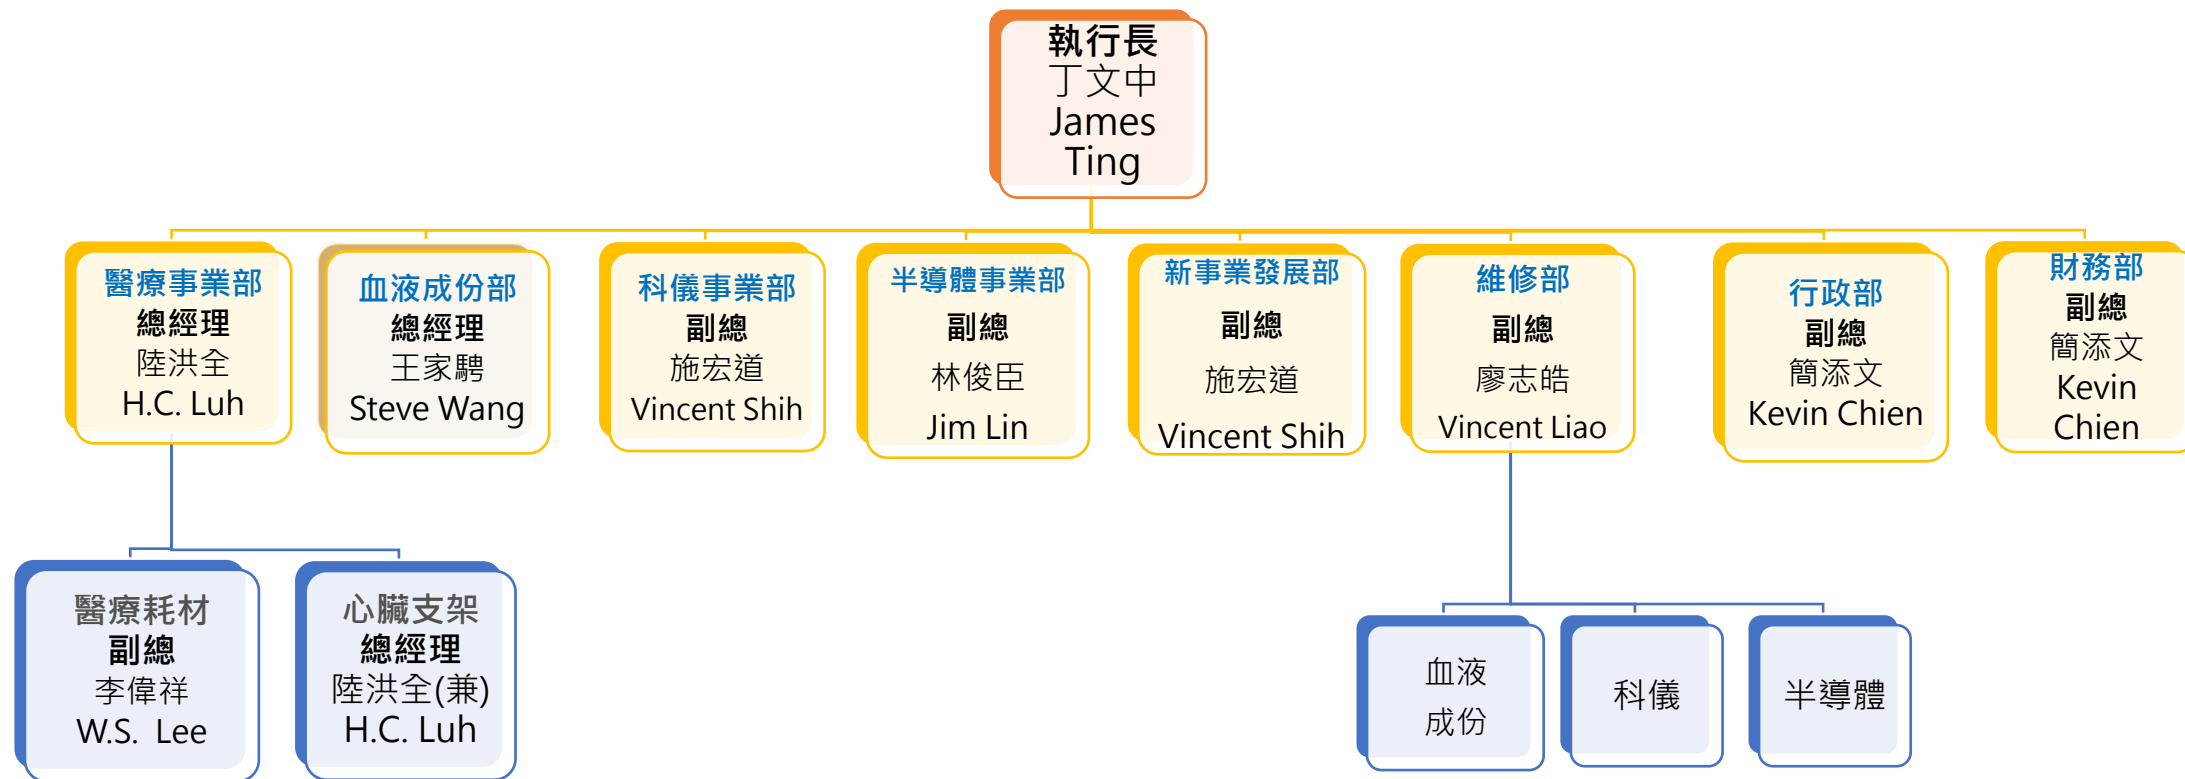 執行長
丁文中
James
Ting
醫療事業部
總經理
陸洪全
H.C. Luh
血液成份部
總經理
王家騁
Steve Wang
科儀事業部
副總
施宏道
Vincent Shih
半導體事業部
副總
林俊臣
Jim Lin
新事業發展部
副總
施宏道
Vincent Shih
維修部
副總
廖志皓
Vincent Liao
行政部
副總
簡添文
Kevin Chien
財務部
副總
簡添文
Kevin
Chien
醫療耗材
副總
李偉祥
W.S. Lee
心臟支架
總經理
陸洪全(兼)
H.C. Luh
血液
成份
科儀
半導體